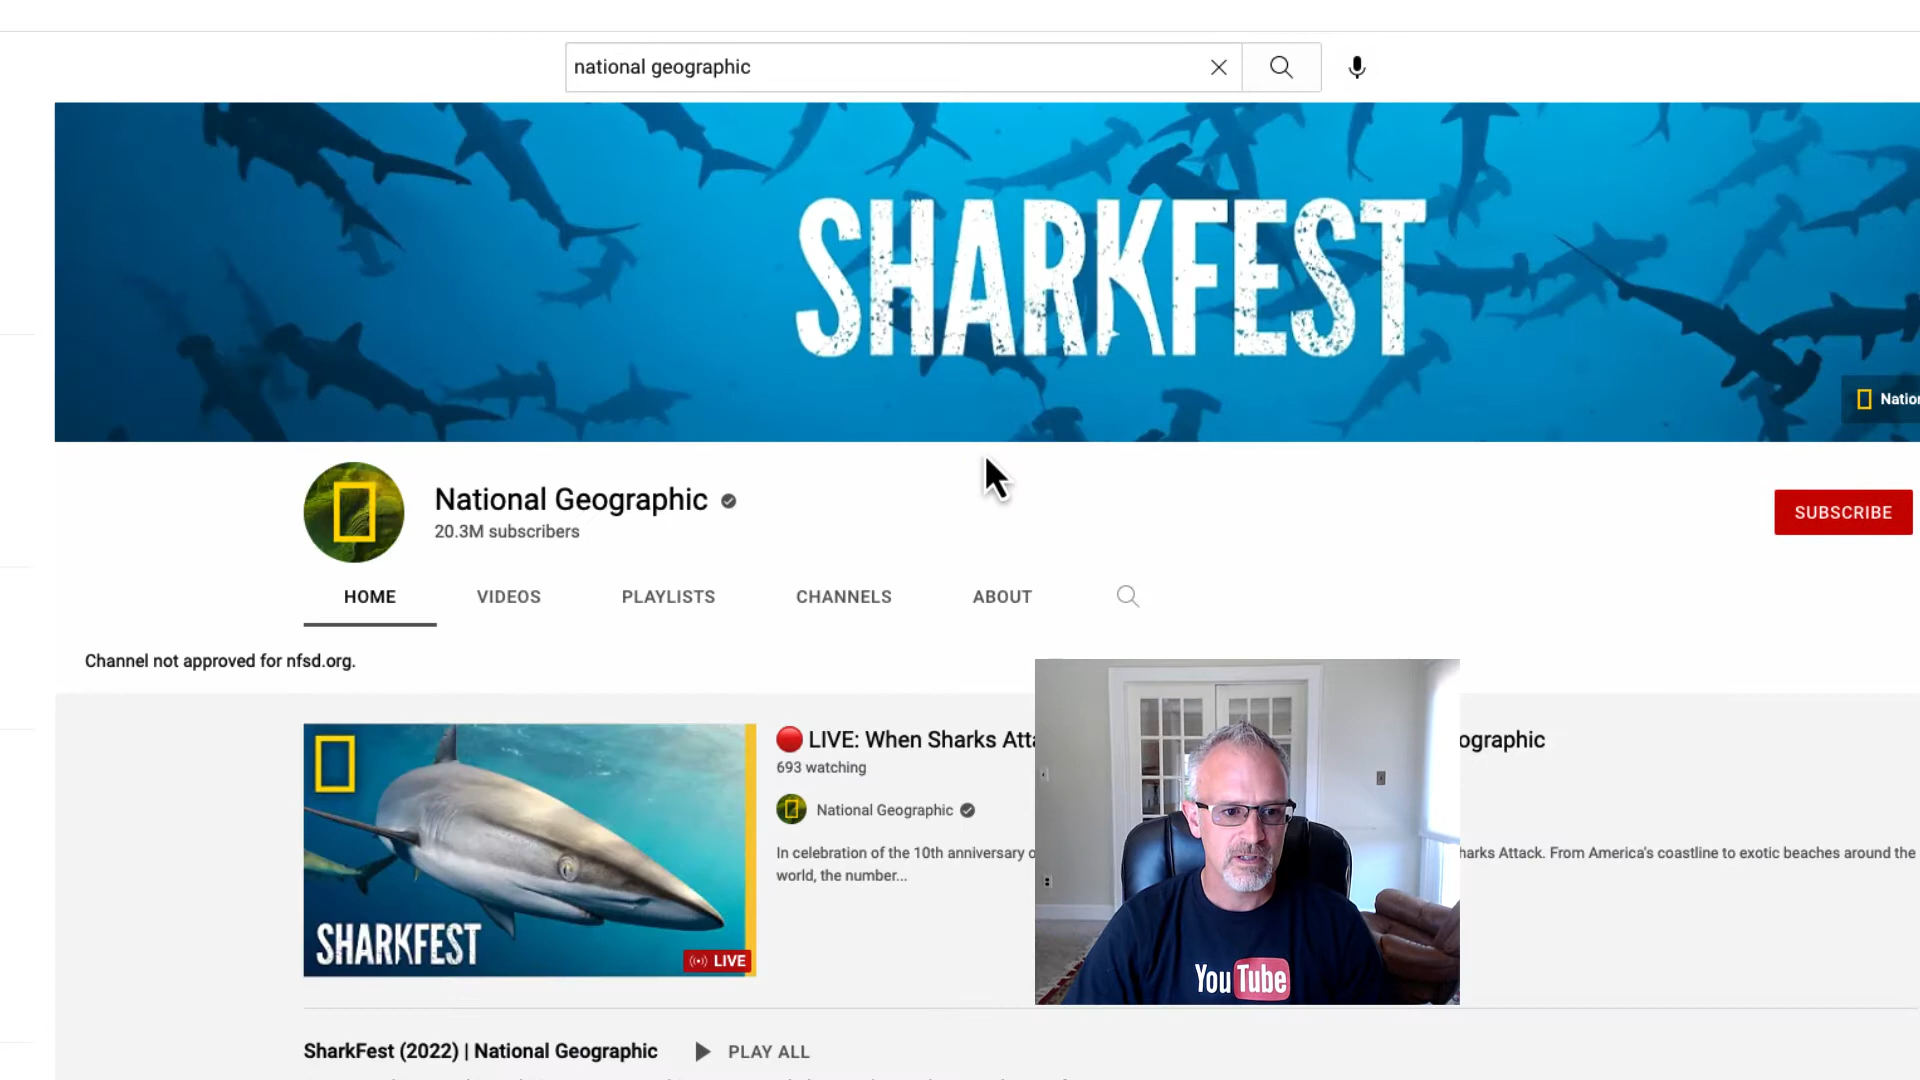 national geographic
SHARKFEST
Natio
National Geographic
20.3M subscribers
SUBSCRIBE
HOME
VIDEOS
PLAYLISTS
CHANNELS
ABOUT
Channel not approved for nfsd.org.
LIVE: When Sharks Atta
ographic
693 watching
National Geographic
In celebration of the 10th anniversary o
harks Attack. From America's coastline to exotic beaches around the
world, the number...
SHARKFEST
LIVE
YouTube
SharkFest (2022) | National Geographic
PLAY ALL